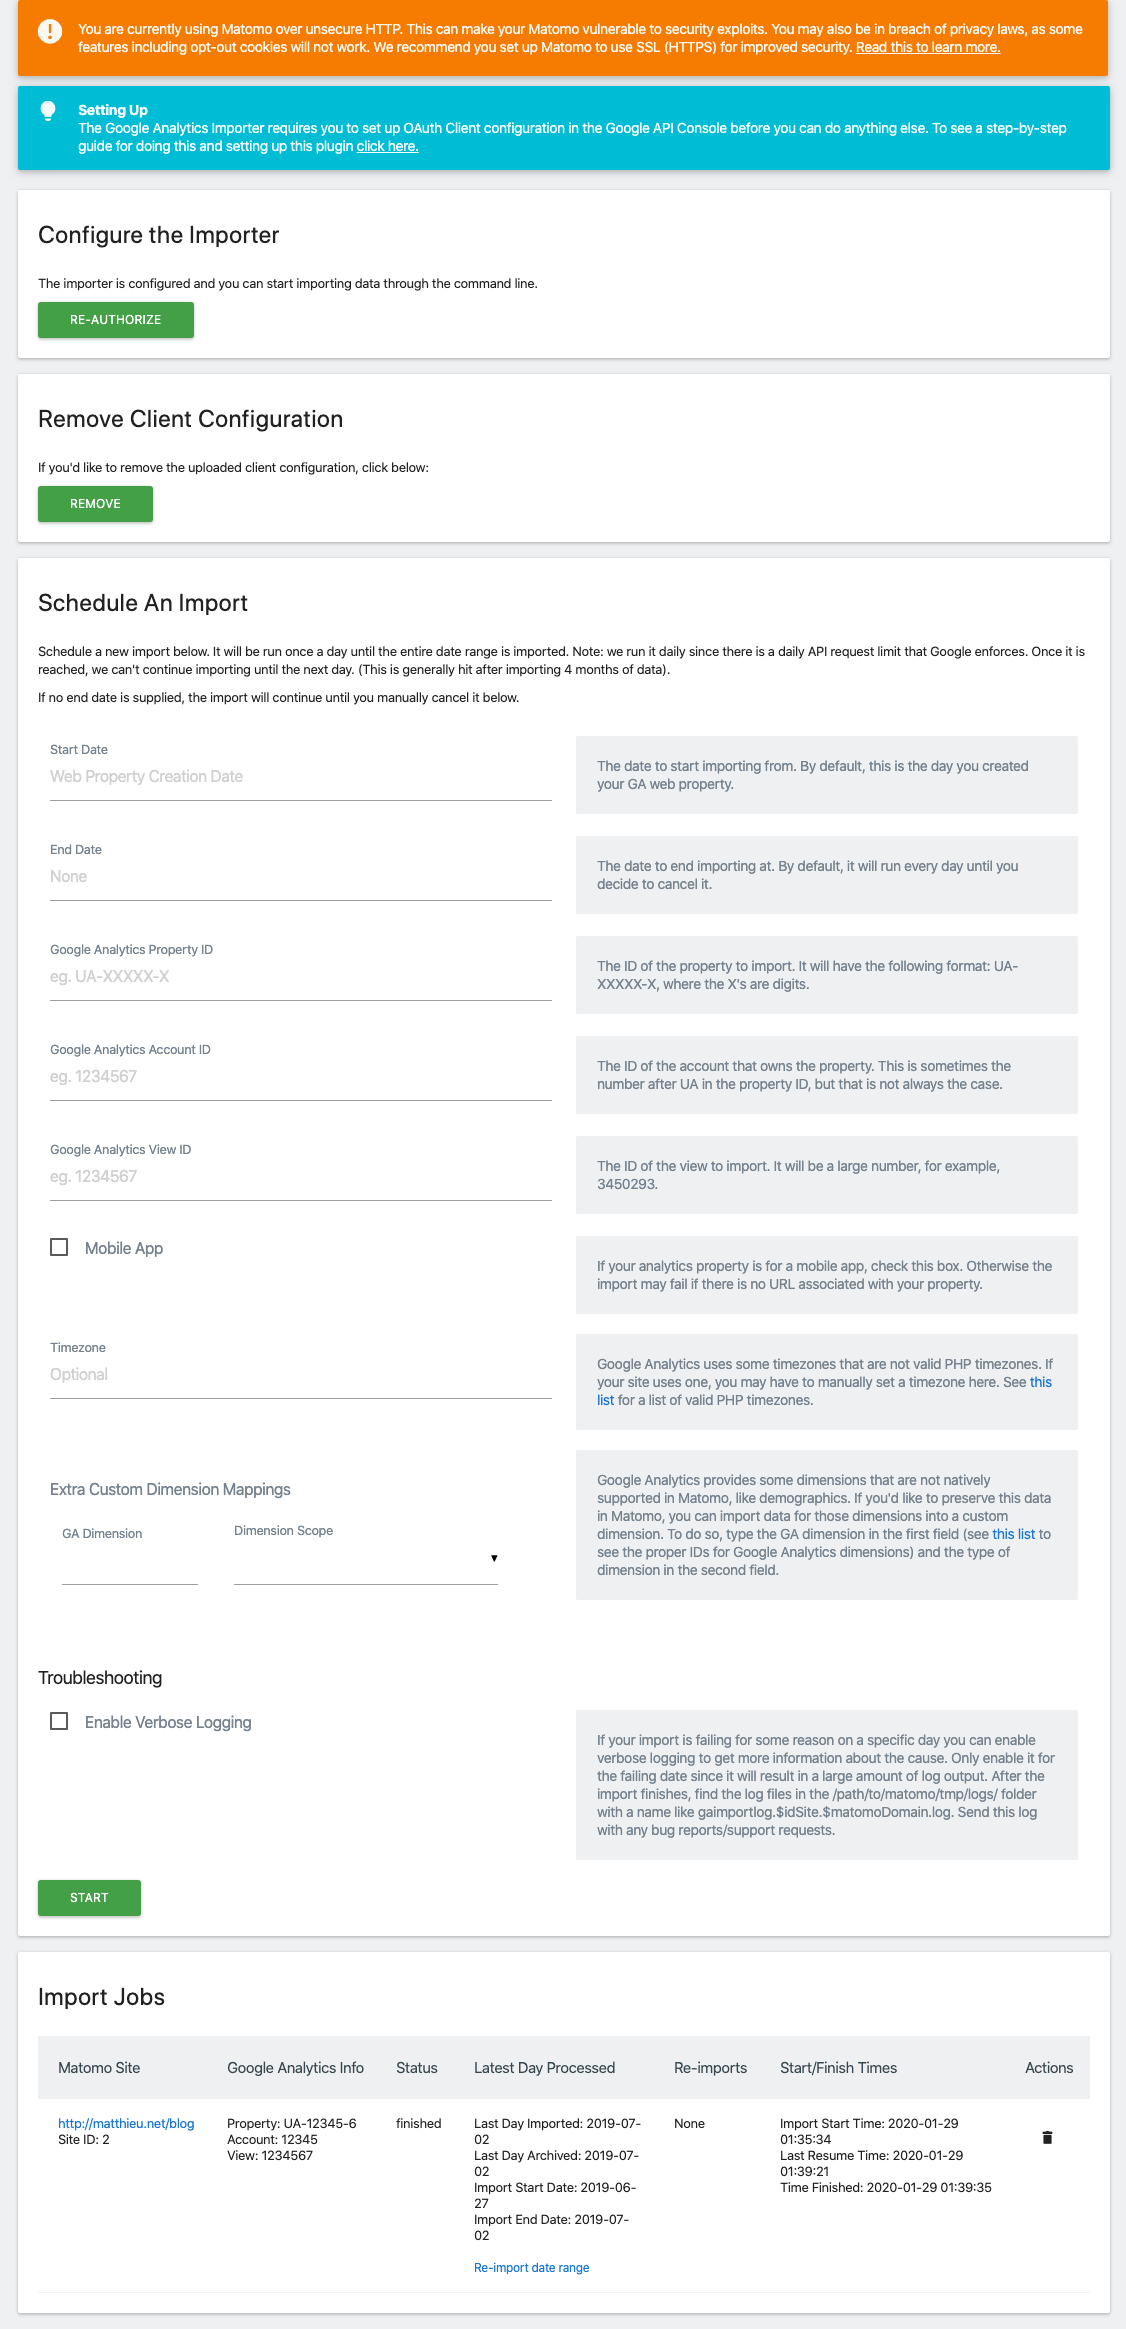 You are currently using Matomo over unsecure HTTP. This can make your Matomo vulnerable to security exploits. You may also be in breach of privacy laws, as some
features including opt-out cookies will not work. We recommend you set up Matomo to use SSL (HTTPS) for improved security. Read this to learn more.
Setting Up
The Google Analytics Importer requires you to set up OAuth Client configuration in the Google API Console before you can do anything else. To see a step-by-step
guide for doing this and setting up this plugin click here.
Configure the Importer
The importer is configured and you can start importing data through the command line.
RE-AUTHORIZE
Remove Client Configuration
If you'd like to remove the uploaded client configuration, click below:
REMOVE
Schedule An Import
Schedule a new import below. It will be run once a day until the entire date range is imported. Note: we run it daily since there is a daily API request limit that Google enforces. Once it is
reached, we can't continue importing until the next day. (This is generally hit after importing 4 months of data).
If no end date is supplied, the import will continue until you manually cancel it below.
Start Date
Web Property Creation Date
The date to start importing from. By default, this is the day you created
your GA web property.
End Date
None
The date to end importing at. By default, it will run every day until you
decide to cancel it.
Google Analytics Property ID
eg. UA-XXXXX-X
The ID of the property to import. It will have the following format: UA-
XXXXX-X, where the X's are digits.
Google Analytics Account ID
eg. 1234567
The ID of the account that owns the property. This is sometimes the
number after UA in the property ID, but that is not always the case.
Google Analytics View ID
eg. 1234567
The ID of the view to import. It will be a large number, for example,
3450293.
Mobile App
If your analytics property is for a mobile app, check this box. Otherwise the
import may fail if there is no URL associated with your property.
Timezone
Optional
Google Analytics uses some timezones that are not valid PHP timezones. If
your site uses one, you may have to manually set a timezone here. See this
list for a list of valid PHP timezones.
Extra Custom Dimension Mappings
GA Dimension
Dimension Scope
Google Analytics provides some dimensions that are not natively
supported in Matomo, like demographics. If you'd like to preserve this data
in Matomo, you can import data for those dimensions into a custom
dimension. To do so, type the GA dimension in the first field (see this list to
see the proper IDs for Google Analytics dimensions) and the type of
dimension in the second field.
Troubleshooting
Enable Verbose Logging
If your import is failing for some reason on a specific day you can enable
verbose logging to get more information about the cause. Only enable it for
the failing date since it will result in a large amount of log output. After the
import finishes, find the log files in the /path/to/matomo/tmp/logs/ folder
with a name like gaimportlog.$idSite.$matomoDomain.log. Send this log
with any bug reports/support requests.
START
Import Jobs
Matomo Site Google Analytics Info Status Latest Day Processed Re-imports Start/Finish Times Actions
http://matthieu.net/blog
Site ID: 2
Property: UA-12345-6
Account: 12345
View: 1234567
finished
Last Day Imported: 2019-07-
02
Last Day Archived: 2019-07-
02
Import Start Date: 2019-06-
27
Import End Date: 2019-07-
02
Re-import date range
None
Import Start Time: 2020-01-29
01:35:34
Last Resume Time: 2020-01-29
01:39:21
Time Finished: 2020-01-29 01:39:35